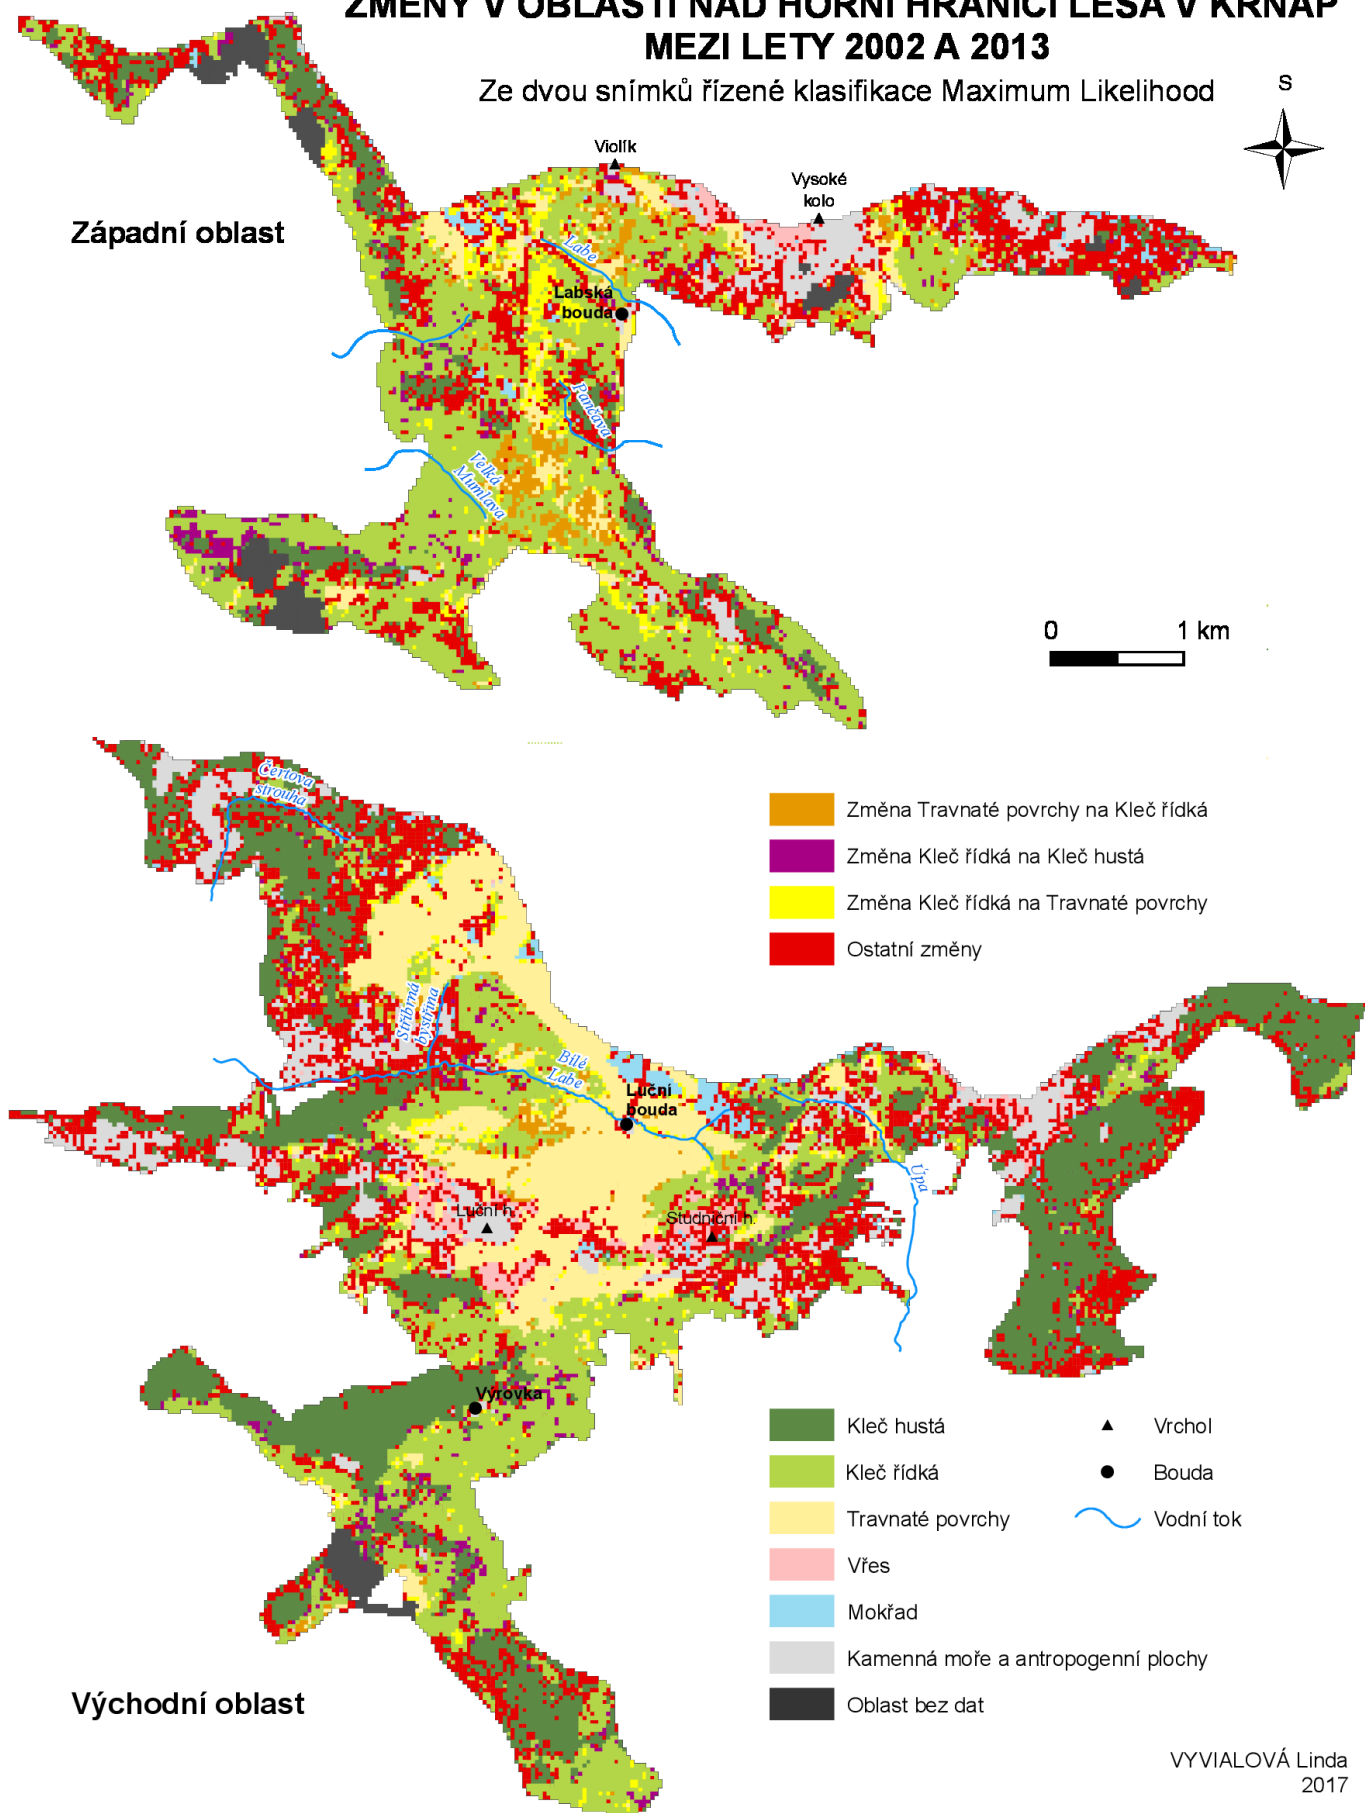 ZMĚNY V OBLASTI NAD HORNÍ HRANICÍ LESA V KRNAP
MEZI LETY 2002 A 2013
Ze dvou snímků řízené klasifikace Maximum Likelihood
S
Violík
Vysoké
kolo
Západní oblast
Labe
Labská
bouda
Pančava
Velká
Mumlava
0 1 km
Čertova
strouha
Změna Travnaté povrchy na Kleč řídká
Změna Kleč řídká na Kleč hustá
Změna Kleč řídká na Travnaté povrchy
Ostatní změny
Stříbrná
bystřina
Bílé
Labe
Luční
bouda
Úpa
Luční h.
Studniční h.
Výrovka
Kleč hustá
Kleč řídká
Travnaté povrchy
Vřes
Mokřad
Kamenná moře a antropogenní plochy
Oblast bez dat
Vrchol
Bouda
Vodní tok
Východní oblast
VYVIALOVÁ Linda
2017